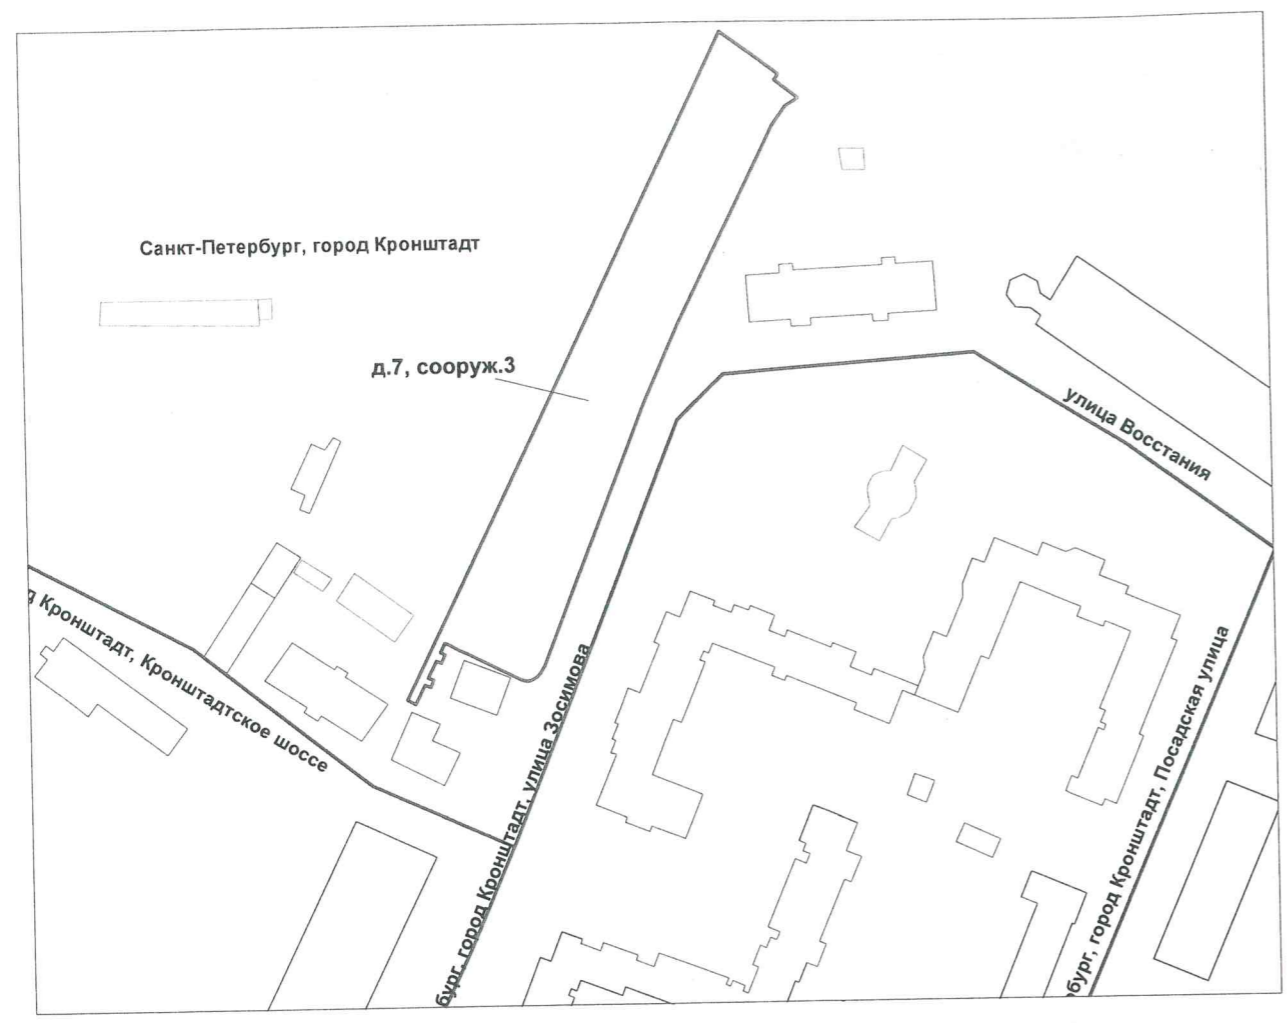 Санкт-Петербург, город Кронштадт
д.7, сооруж.3
улица Восстания
д Кронштадт, Кронштадтское шоссе
бург, город Кронштадт, улица Зосимова
рбург, город Кронштадт, Посадская улица